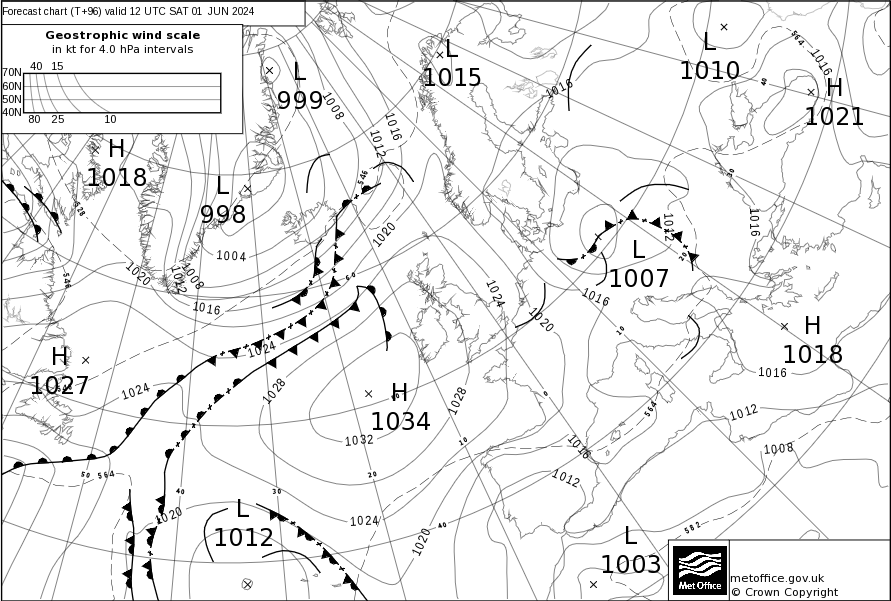 Forecast chart (T+96) valid 12 UTC SAT 01 JUN 2024
Geostrophic wind scale
in kt for 4.0 hPa intervals
40 15
70N
60N
50N
40N
80 25 10
L
999
1008
1012
1016
L
1015
1016
L
1010
564
1016
40
H
1021
H
1018
528
L
998
546
1020
1004
1020
1012
1008
1016
546
60
1024
1020
1016
L
1007
1012
20
30
1016
10
H
1018
1016
H
1027
1024
1024
1028
H
1034
1032
1028
0
10
564
1012
1008
1016
1012
50 564
40
30
20
1020
L
1012
1024
1020
40
582
L
1003
Met Office
metoffice.gov.uk
© Crown Copyright